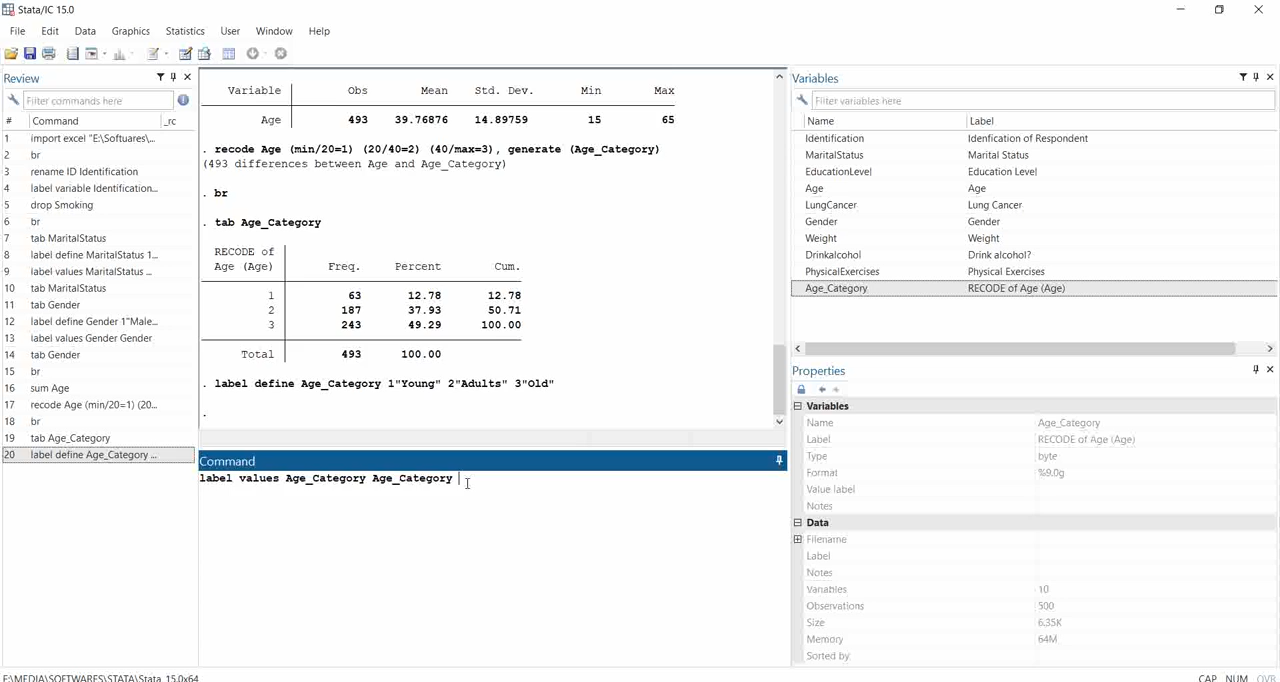 Stata/IC 15.0
File Edit Data Graphics Statistics User Window Help
Review
Filter commands here
# Command _rc
1 import excel "E:\Softuares\...
2 br
3 rename ID Identification
4 label variable Identification...
5 drop Smoking
6 br
7 tab MaritalStatus
8 label define MaritalStatus 1...
9 label values MaritalStatus ...
10 tab MaritalStatus
11 tab Gender
12 label define Gender 1"Male...
13 label values Gender Gender
14 tab Gender
15 br
16 sum Age
17 recode Age (min/20=1) (20...
18 br
19 tab Age_Category
20 label define Age_Category ...
Variable Obs Mean Std. Dev. Min Max
Age 493 39.76876 14.89759 15 65
. recode Age (min/20=1) (20/40=2) (40/max=3), generate (Age_Category)
(493 differences between Age and Age_Category)
. br
. tab Age_Category
RECODE of
Age (Age) Freq. Percent Cum.
1 63 12.78 12.78
2 187 37.93 50.71
3 243 49.29 100.00
Total 493 100.00
. label define Age_Category 1"Young" 2"Adults" 3"Old"
.
Command
label values Age_Category Age_Category
Variables
Filter variables here
Name Label
Identification Idenfication of Respondent
MaritalStatus Marital Status
EducationLevel Education Level
Age Age
LungCancer Lung Cancer
Gender Gender
Weight Weight
Drinkalcohol Drink alcohol?
PhysicalExercises Physical Exercises
Age_Category RECODE of Age (Age)
Properties
Variables
Name Age_Category
Label RECODE of Age (Age)
Type byte
Format %9.0g
Value label
Notes
Data
Filename
Label
Notes
Variables 10
Observations 500
Size 6.35K
Memory 64M
Sorted by
E:\MEDIA\SOFTWARES\STATA\Stata_15.0x64
CAP NUM OVR